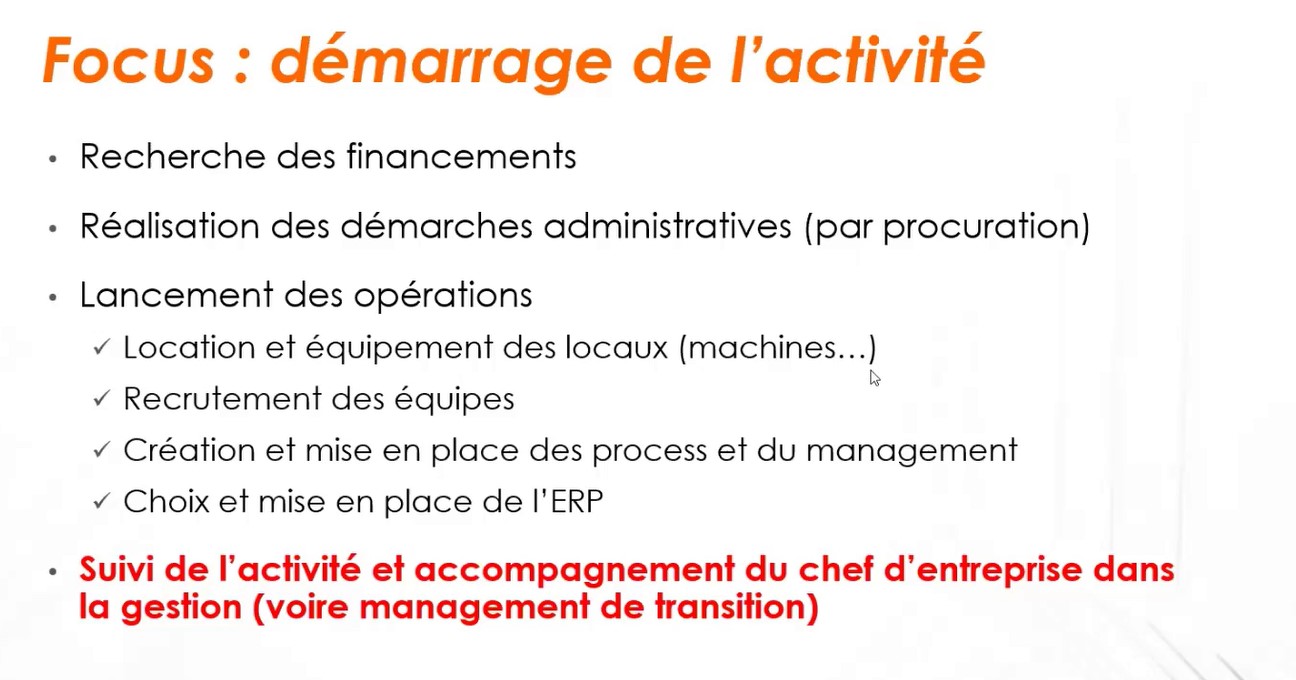 Focus : démarrage de l’activité
• Recherche des financements
• Réalisation des démarches administratives (par procuration)
• Lancement des opérations
✓ Location et équipement des locaux (machines…)
✓ Recrutement des équipes
✓ Création et mise en place des process et du management
✓ Choix et mise en place de l’ERP
• Suivi de l’activité et accompagnement du chef d’entreprise dans
la gestion (voire management de transition)